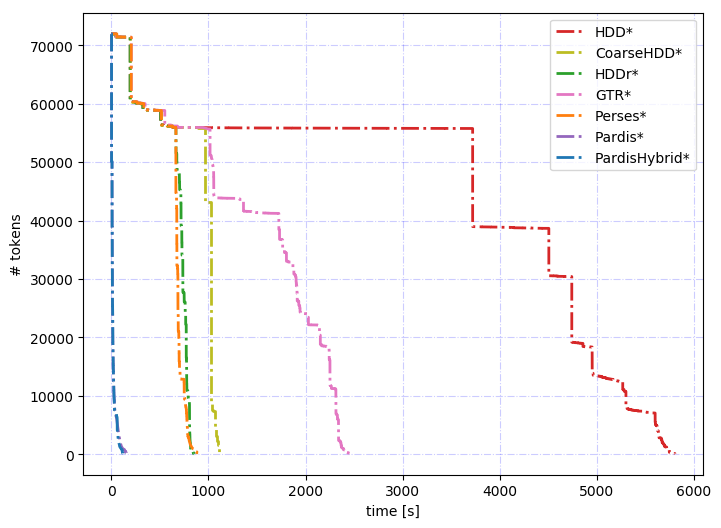 HDD*
CoarseHDD*
HDDr*
GTR*
Perses*
Pardis*
PardisHybrid*
# tokens
70000
60000
50000
40000
30000
20000
10000
0
0 1000 2000 3000 4000 5000 6000
time [s]